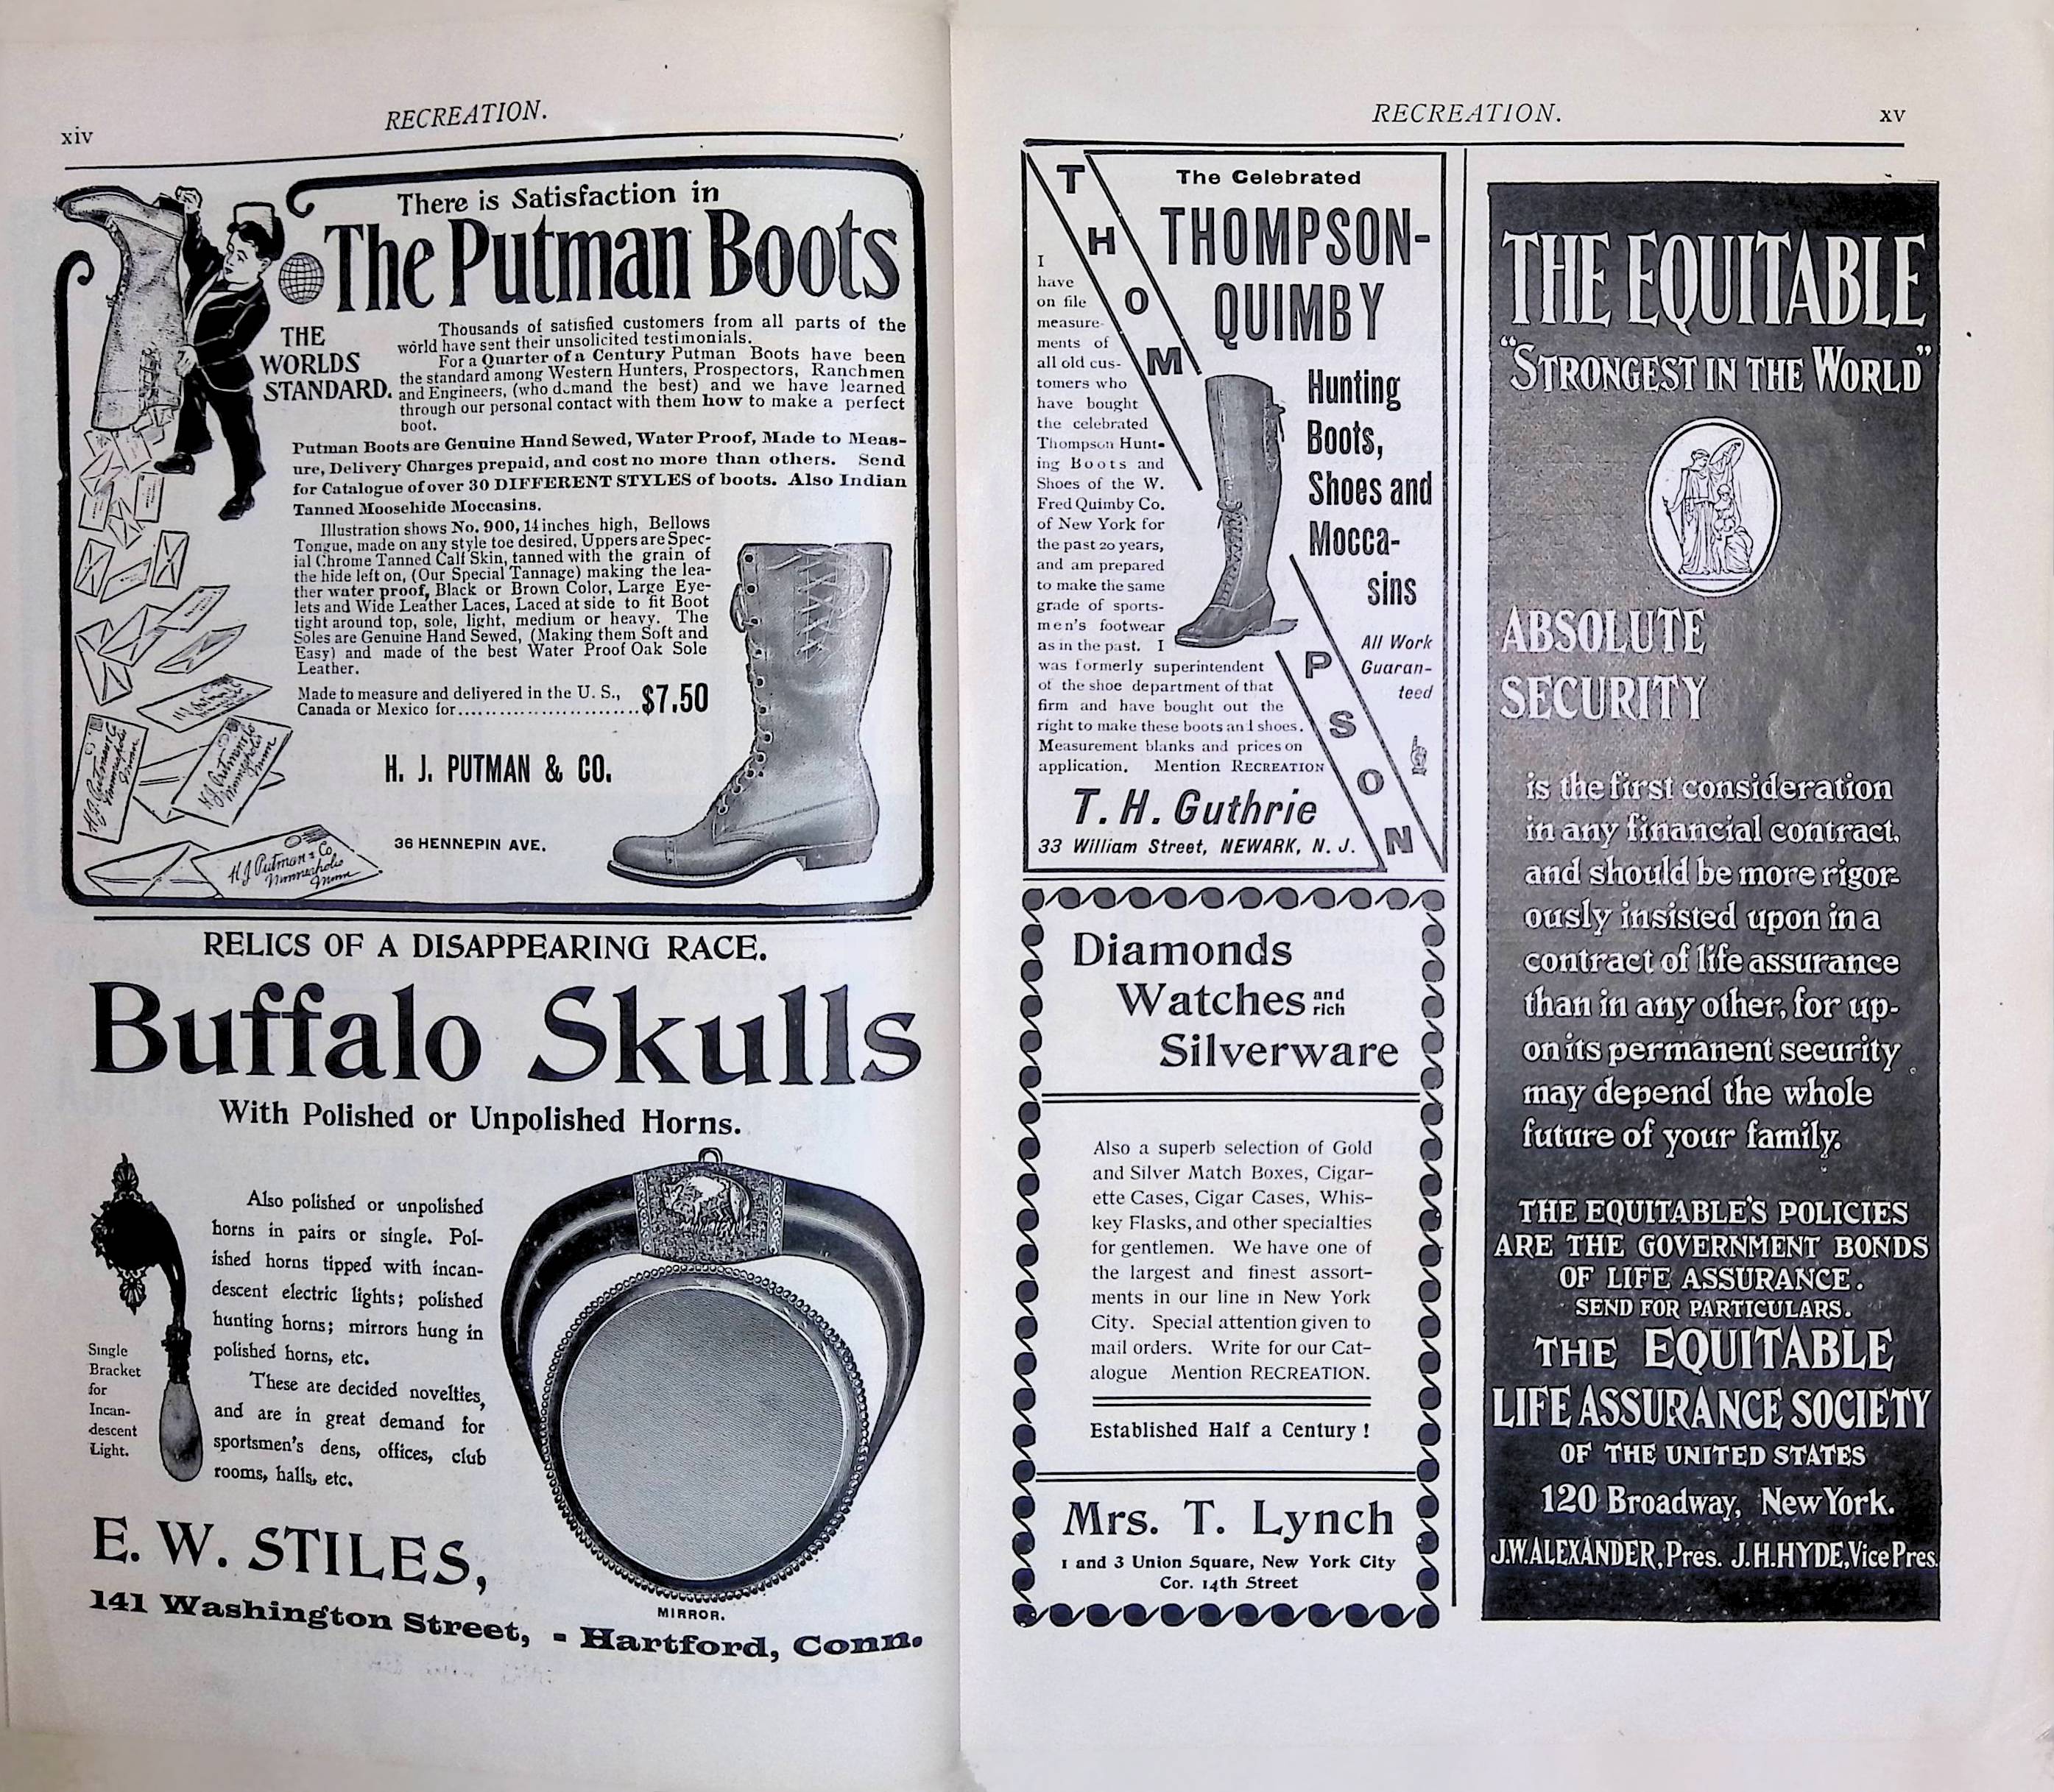 xiv
RECREATION.
There is Satisfaction in
The Putman Boots
THE
WORLDS
STANDARD.
Thousands of satisfied customers from all parts of the
world have sent their unsolicited testimonials.
For a Quarter of a Century Putman Boots have been
the standard among Western Hunters, Prospectors, Ranchmen
and Engineers, (who demand the best) and we have learned
through our personal contact with them how to make a perfect
boot.
Putman Boots are Genuine Hand Sewed, Water Proof, Made to Meas-
ure, Delivery Charges prepaid, and cost no more than others. Send
for Catalogue of over 30 DIFFERENT STYLES of boots. Also Indian
Tanned Moosehide Moccasins.
Illustration shows No. 900, 14 inches high, Bellows
Tongue, made on any style toe desired, Uppers are Spec-
ial Chrome Tanned Calf Skin, tanned with the grain of
the hide left on, (Our Special Tannage) making the lea-
ther water proof, Black or Brown Color, Large Eye-
lets and Wide Leather Laces, Laced at side to fit Boot
tight around top, sole, light, medium or heavy. The
Soles are Genuine Hand Sewed, (Making them Soft and
Easy) and made of the best Water Proof Oak Sole
Leather.
Made to measure and delivered in the U. S.,
Canada or Mexico for........................... $7.50
H. J. PUTMAN & CO.
36 HENNEPIN AVE.
H.J. Putman & Co
Minneapolis
Minn
H.J. Putman & Co
Minneapolis
Minn
H.J. Putman & Co.
Minneapolis
Minn
RELICS OF A DISAPPEARING RACE.
Buffalo Skulls
With Polished or Unpolished Horns.
Also polished or unpolished
horns in pairs or single. Pol-
ished horns tipped with incan-
descent electric lights; polished
hunting horns; mirrors hung in
polished horns, etc.
These are decided novelties,
and are in great demand for
sportsmen's dens, offices, club
rooms, halls, etc.
Single
Bracket
for
Incan-
descent
Light.
MIRROR.
E. W. STILES,
141 Washington Street, - Hartford, Conn.
RECREATION.
xv
THOMPSON
The Celebrated
THOMPSON-
QUIMBY
Hunting
Boots,
Shoes and
Mocca-
sins
All Work
Guaran-
teed
I
have
on file
measure-
ments of
all old cus-
tomers who
have bought
the celebrated
Thompson Hunt-
ing Boots and
Shoes of the W.
Fred Quimby Co.
of New York for
the past 20 years,
and am prepared
to make the same
grade of sports-
men's footwear
as in the past. I
was formerly superintendent
of the shoe department of that
firm and have bought out the
right to make these boots and shoes.
Measurement blanks and prices on
application. Mention RECREATION
T. H. Guthrie
33 William Street, NEWARK, N. J.
Diamonds
Watches and rich
Silverware
Also a superb selection of Gold
and Silver Match Boxes, Cigar-
ette Cases, Cigar Cases, Whis-
key Flasks, and other specialties
for gentlemen. We have one of
the largest and finest assort-
ments in our line in New York
City. Special attention given to
mail orders. Write for our Cat-
alogue Mention RECREATION.
Established Half a Century!
Mrs. T. Lynch
1 and 3 Union Square, New York City
Cor. 14th Street
THE EQUITABLE
"STRONGEST IN THE WORLD"
ABSOLUTE
SECURITY
is the first consideration
in any financial contract,
and should be more rigor-
ously insisted upon in a
contract of life assurance
than in any other, for up-
on its permanent security
may depend the whole
future of your family.
THE EQUITABLE'S POLICIES
ARE THE GOVERNMENT BONDS
OF LIFE ASSURANCE.
SEND FOR PARTICULARS.
THE EQUITABLE
LIFE ASSURANCE SOCIETY
OF THE UNITED STATES
120 Broadway, New York.
J.W. ALEXANDER, Pres. J.H. HYDE, Vice Pres.